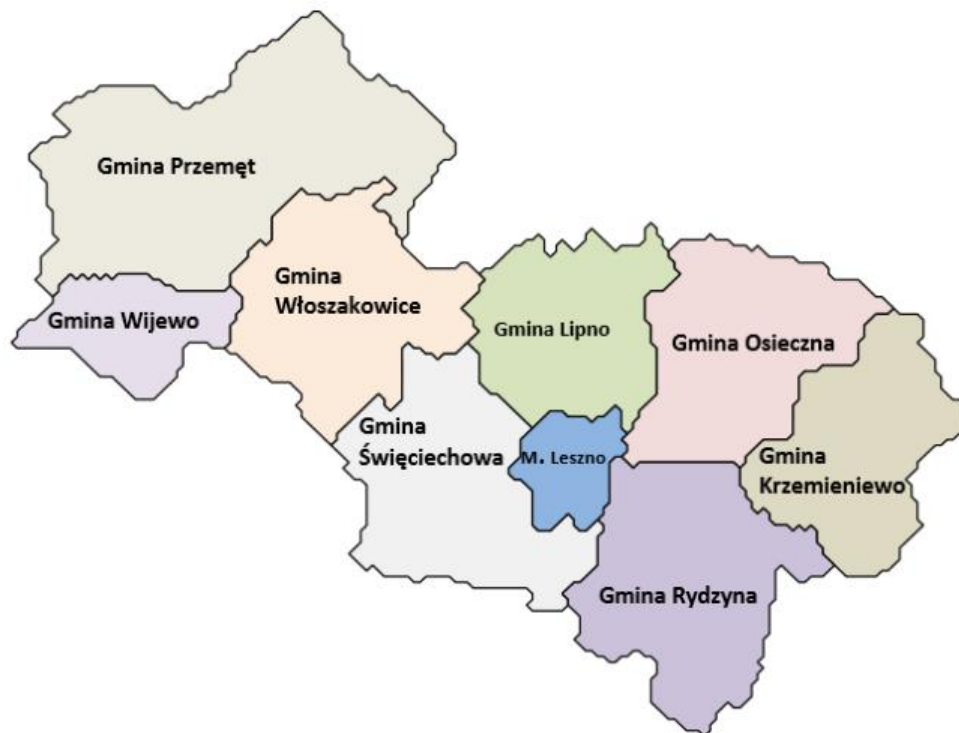 Gmina Przemęt
Gmina
Włoszakowice
Gmina Wijewo
Gmina Lipno
Gmina Osieczna
Gmina
Święciechowa
M. Leszno
Gmina
Krzemieniewo
Gmina Rydzyna